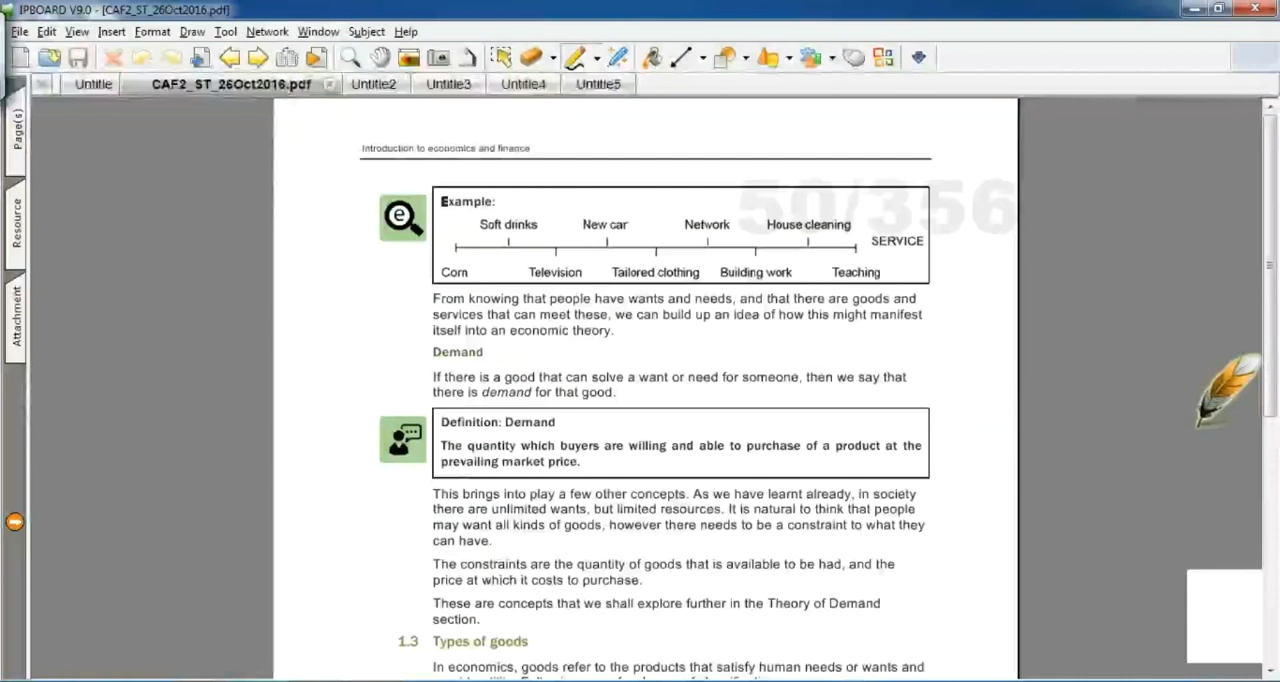 IPBOARD V9.0 - [CAF2_ST_26Oct2016.pdf]
File Edit View Insert Format Draw Tool Network Window Subject Help
Untitle CAF2_ST_26Oct2016.pdf Untitle2 Untitle3 Untitle4 Untitle5
Page(s)
Resource
Attachment
Introduction to economics and finance
50/356
Example:
Soft drinks New car Network House cleaning
SERVICE
Corn Television Tailored clothing Building work Teaching
From knowing that people have wants and needs, and that there are goods and
services that can meet these, we can build up an idea of how this might manifest
itself into an economic theory.
Demand
If there is a good that can solve a want or need for someone, then we say that
there is demand for that good.
Definition: Demand
The quantity which buyers are willing and able to purchase of a product at the
prevailing market price.
This brings into play a few other concepts. As we have learnt already, in society
there are unlimited wants, but limited resources. It is natural to think that people
may want all kinds of goods, however there needs to be a constraint to what they
can have.
The constraints are the quantity of goods that is available to be had, and the
price at which it costs to purchase.
These are concepts that we shall explore further in the Theory of Demand
section.
1.3 Types of goods
In economics, goods refer to the products that satisfy human needs or wants and